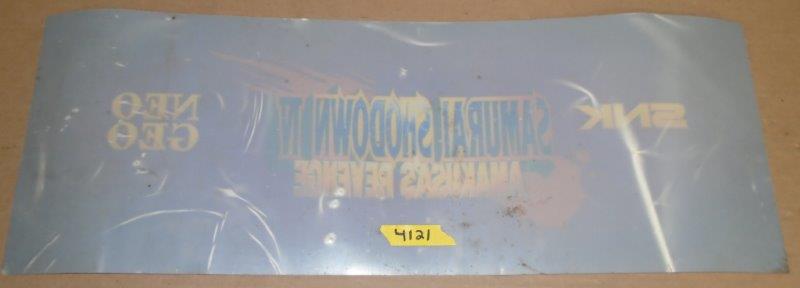 NEO
GEO
SAMURAI SHODOWN IV
AMAKUSA'S REVENGE
SNK
4121